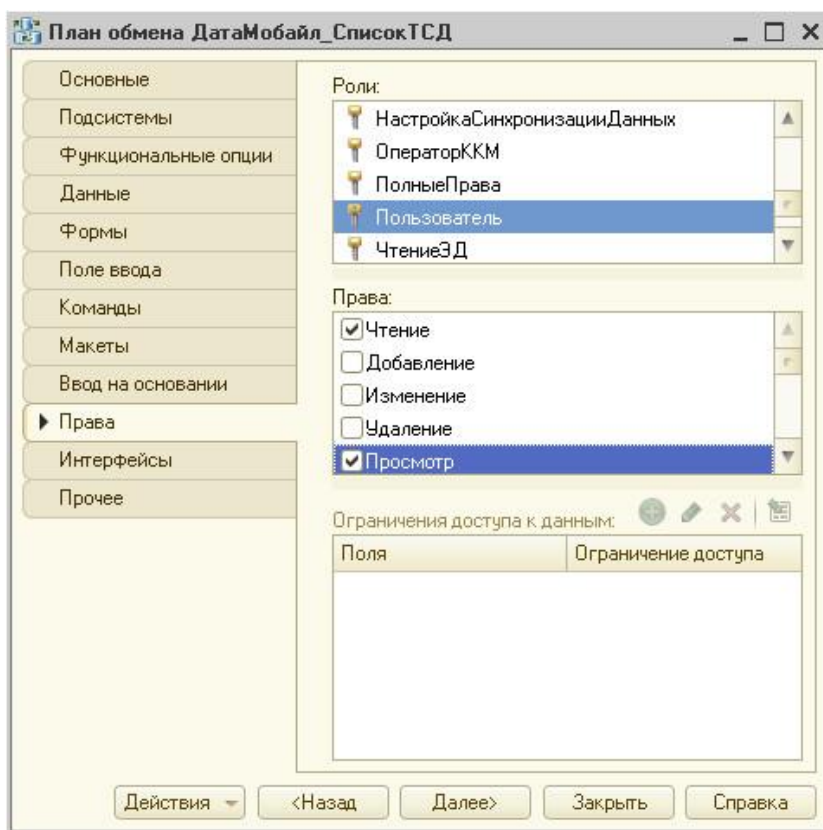 План обмена ДатаМобайл_СписокТСД
Основные
Подсистемы
Функциональные опции
Данные
Формы
Поле ввода
Команды
Макеты
Ввод на основании
Права
Интерфейсы
Прочее
Роли:
НастройкаСинхронизацииДанных
ОператорККМ
ПолныеПрава
Пользователь
ЧтениеЭД
Права:
Чтение
Добавление
Изменение
Удаление
Просмотр
Ограничения доступа к данным:
Поля Ограничение доступа
Действия <Назад Далее> Закрыть Справка